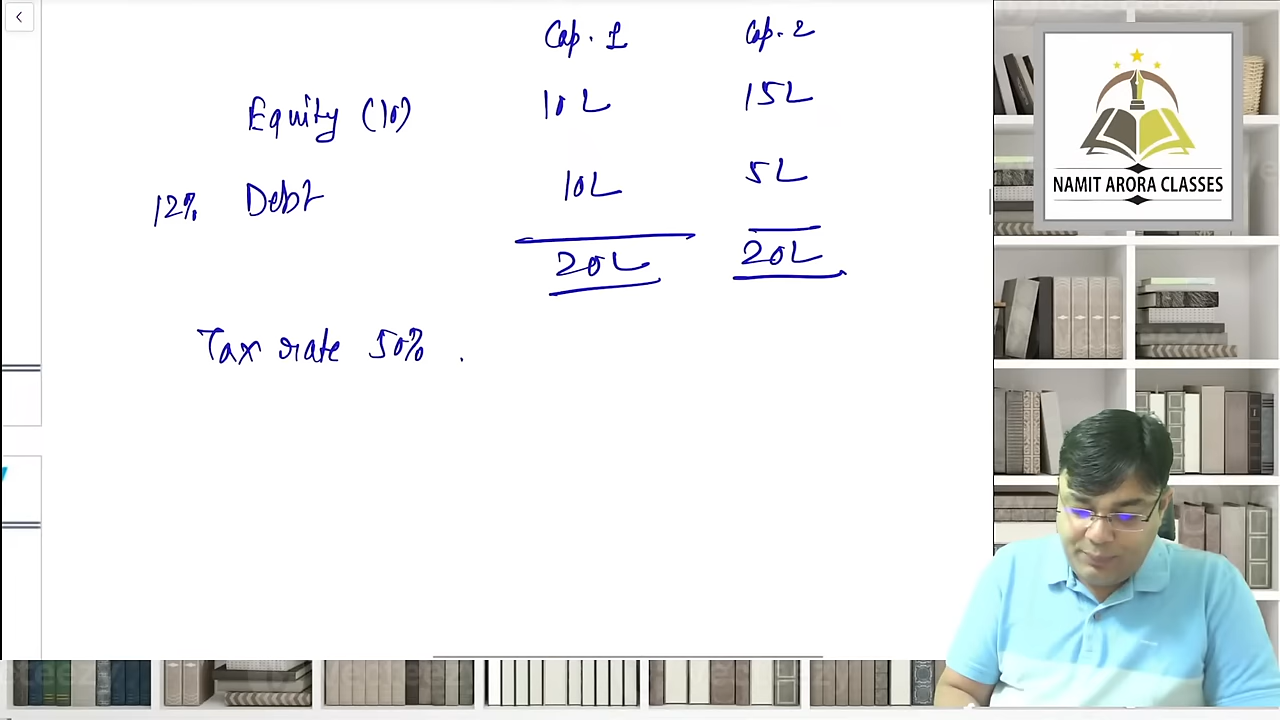 Cap. 1 Cap. 2
Equity (10) 10L 15L
12% Debt 10L 5L
20L 20L
Tax rate 50%.
NAMIT ARORA CLASSES